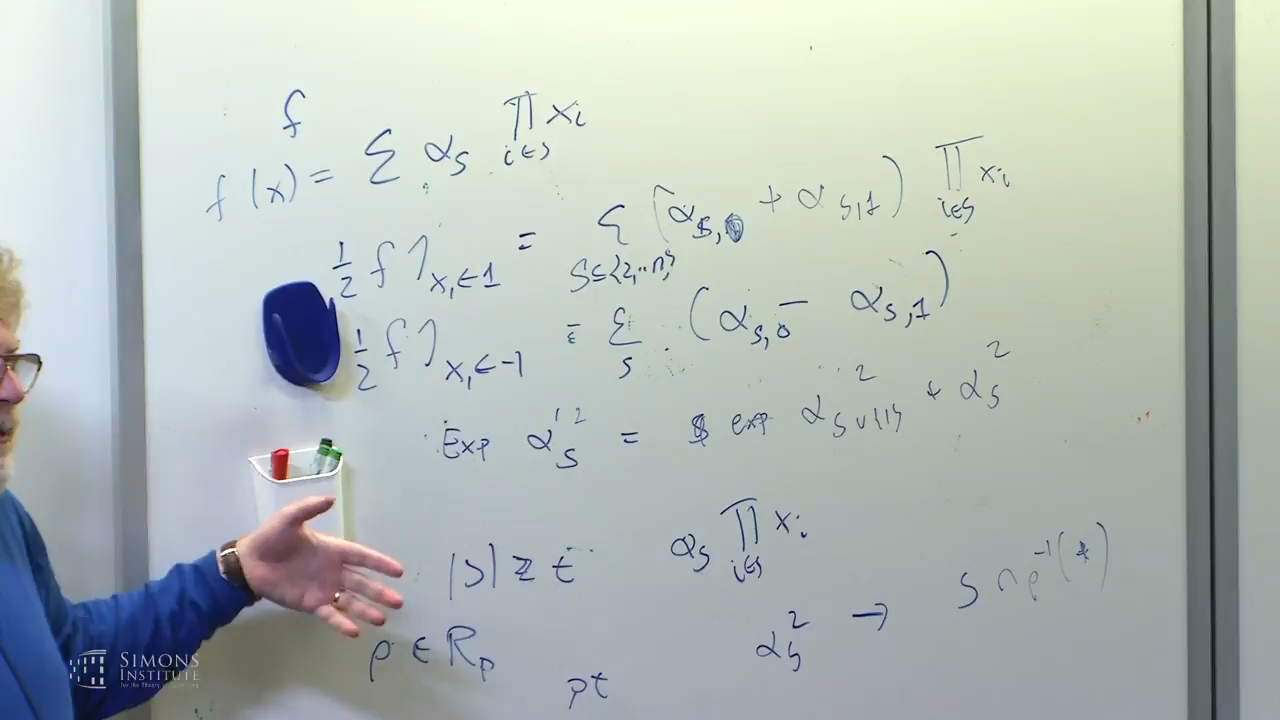 f
f(x) = Σ α_S ∏_{i∈S} x_i
½ f⌉_{x_1←1} = Σ_{S⊆{2,..n}} (α_{S,0} + α_{S,1}) ∏_{i∈S} x_i
½ f⌉_{x_1←-1} = Σ_S (α_{S,0} - α_{S,1})
Exp α'_S^2 = exp α_{S∪{1}}^2 + α_S^2
|S| ≥ t α_S ∏_{i∈S} x_i
α_S^2 → S ∩ ρ^{-1}(*)
ρ ∈ R_p
pt
SIMONS
INSTITUTE